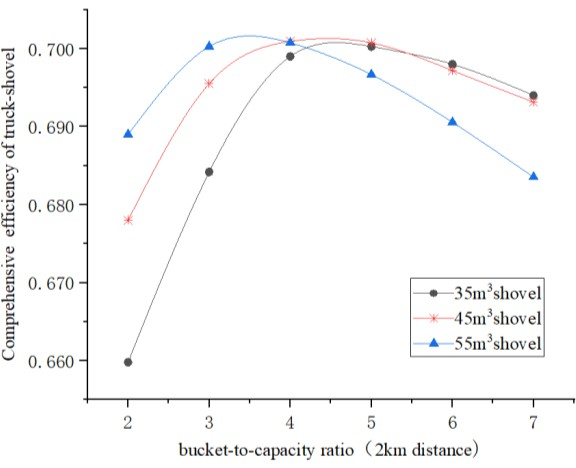 Comprehensive efficiency of truck-shovel
0.700
0.690
0.680
0.670
0.660
35m³shovel
45m³shovel
55m³shovel
2 3 4 5 6 7
bucket-to-capacity ratio（2km distance）